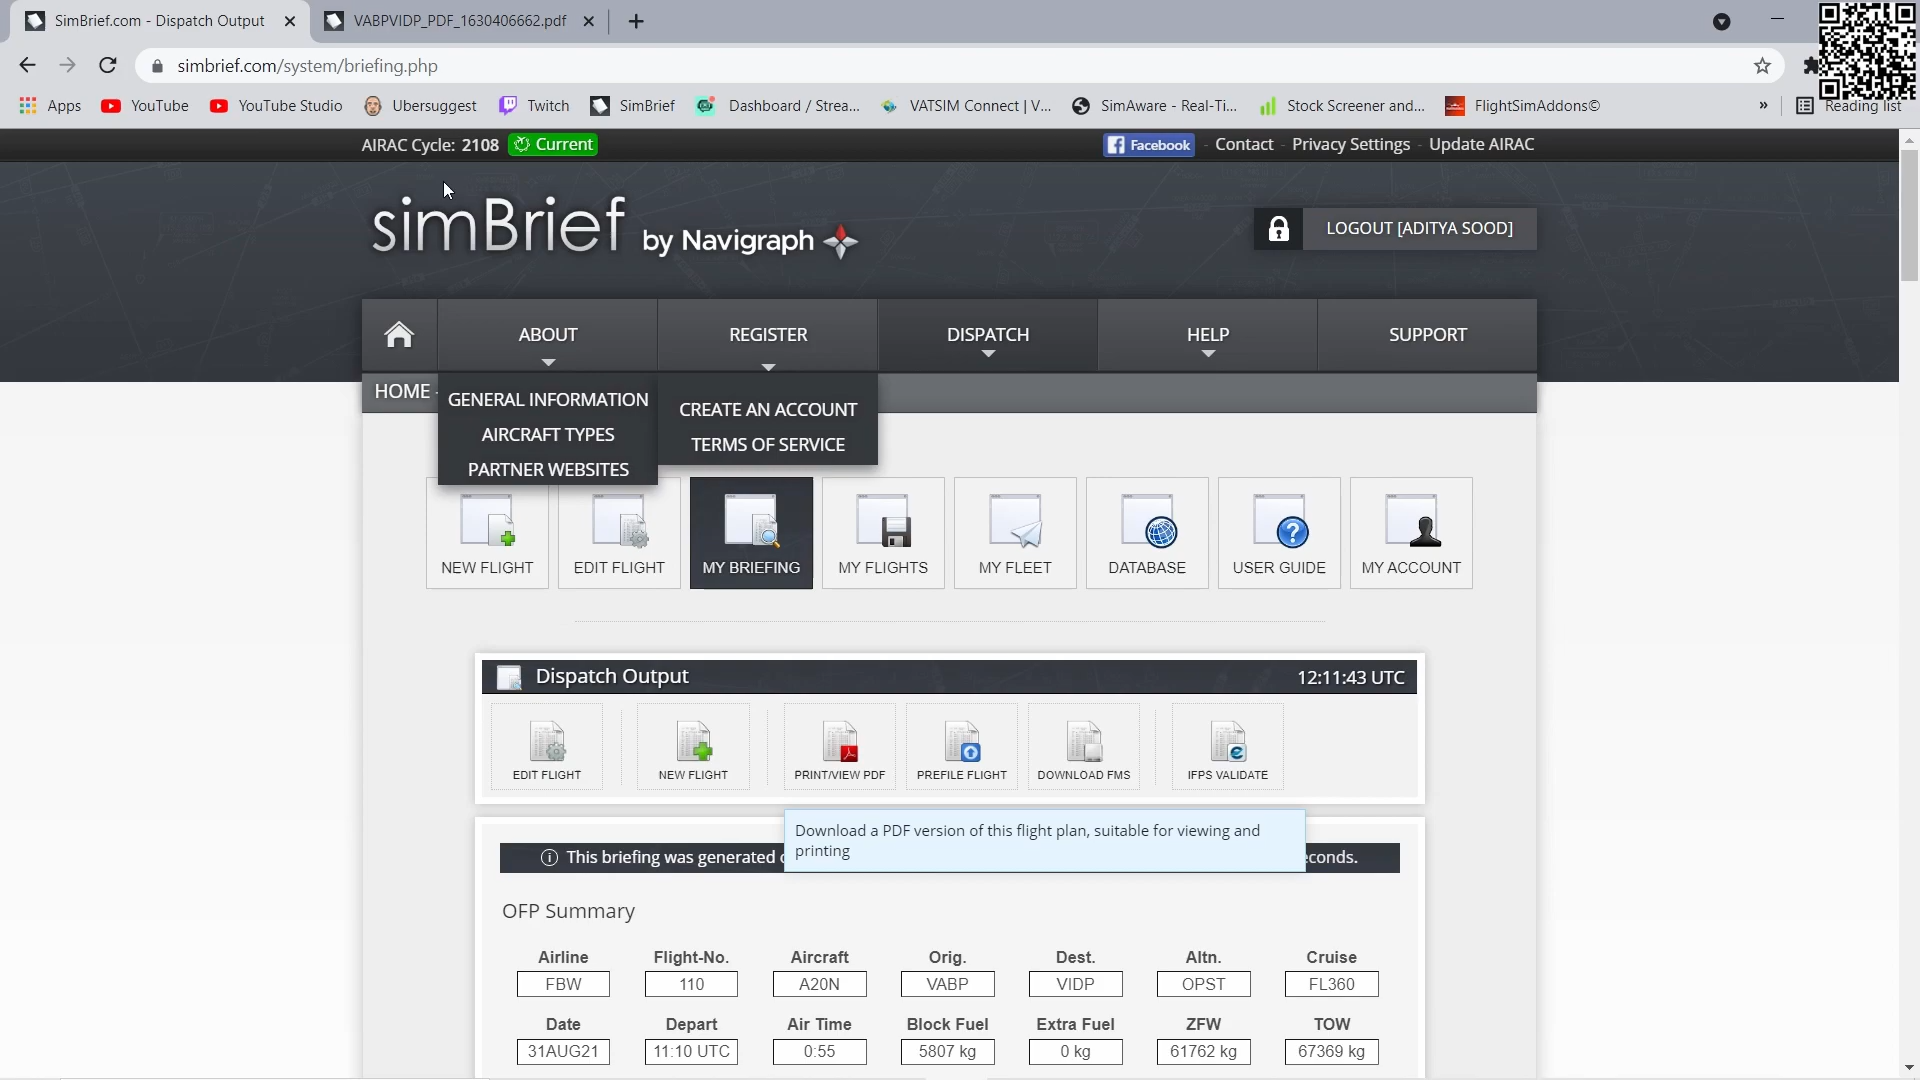 SimBrief.com - Dispatch Output
VABPVIDP_PDF_1630406662.pdf
simbrief.com/system/briefing.php
Apps YouTube YouTube Studio Ubersuggest Twitch SimBrief Dashboard / Strea... VATSIM Connect | V... SimAware - Real-Ti... Stock Screener and... FlightSimAddons© » Reading list
AIRAC Cycle: 2108 Current
Facebook - Contact - Privacy Settings - Update AIRAC
simBrief by Navigraph
LOGOUT [ADITYA SOOD]
ABOUT REGISTER DISPATCH HELP SUPPORT
HOME -
GENERAL INFORMATION
AIRCRAFT TYPES
PARTNER WEBSITES
CREATE AN ACCOUNT
TERMS OF SERVICE
NEW FLIGHT EDIT FLIGHT MY BRIEFING MY FLIGHTS MY FLEET DATABASE USER GUIDE MY ACCOUNT
Dispatch Output 12:11:43 UTC
EDIT FLIGHT NEW FLIGHT PRINT/VIEW PDF PREFILE FLIGHT DOWNLOAD FMS IFPS VALIDATE
Download a PDF version of this flight plan, suitable for viewing and
printing
This briefing was generated
OFP Summary
Airline Flight-No. Aircraft Orig. Dest. Altn. Cruise
FBW 110 A20N VABP VIDP OPST FL360
Date Depart Air Time Block Fuel Extra Fuel ZFW TOW
31AUG21 11:10 UTC 0:55 5807 kg 0 kg 61762 kg 67369 kg